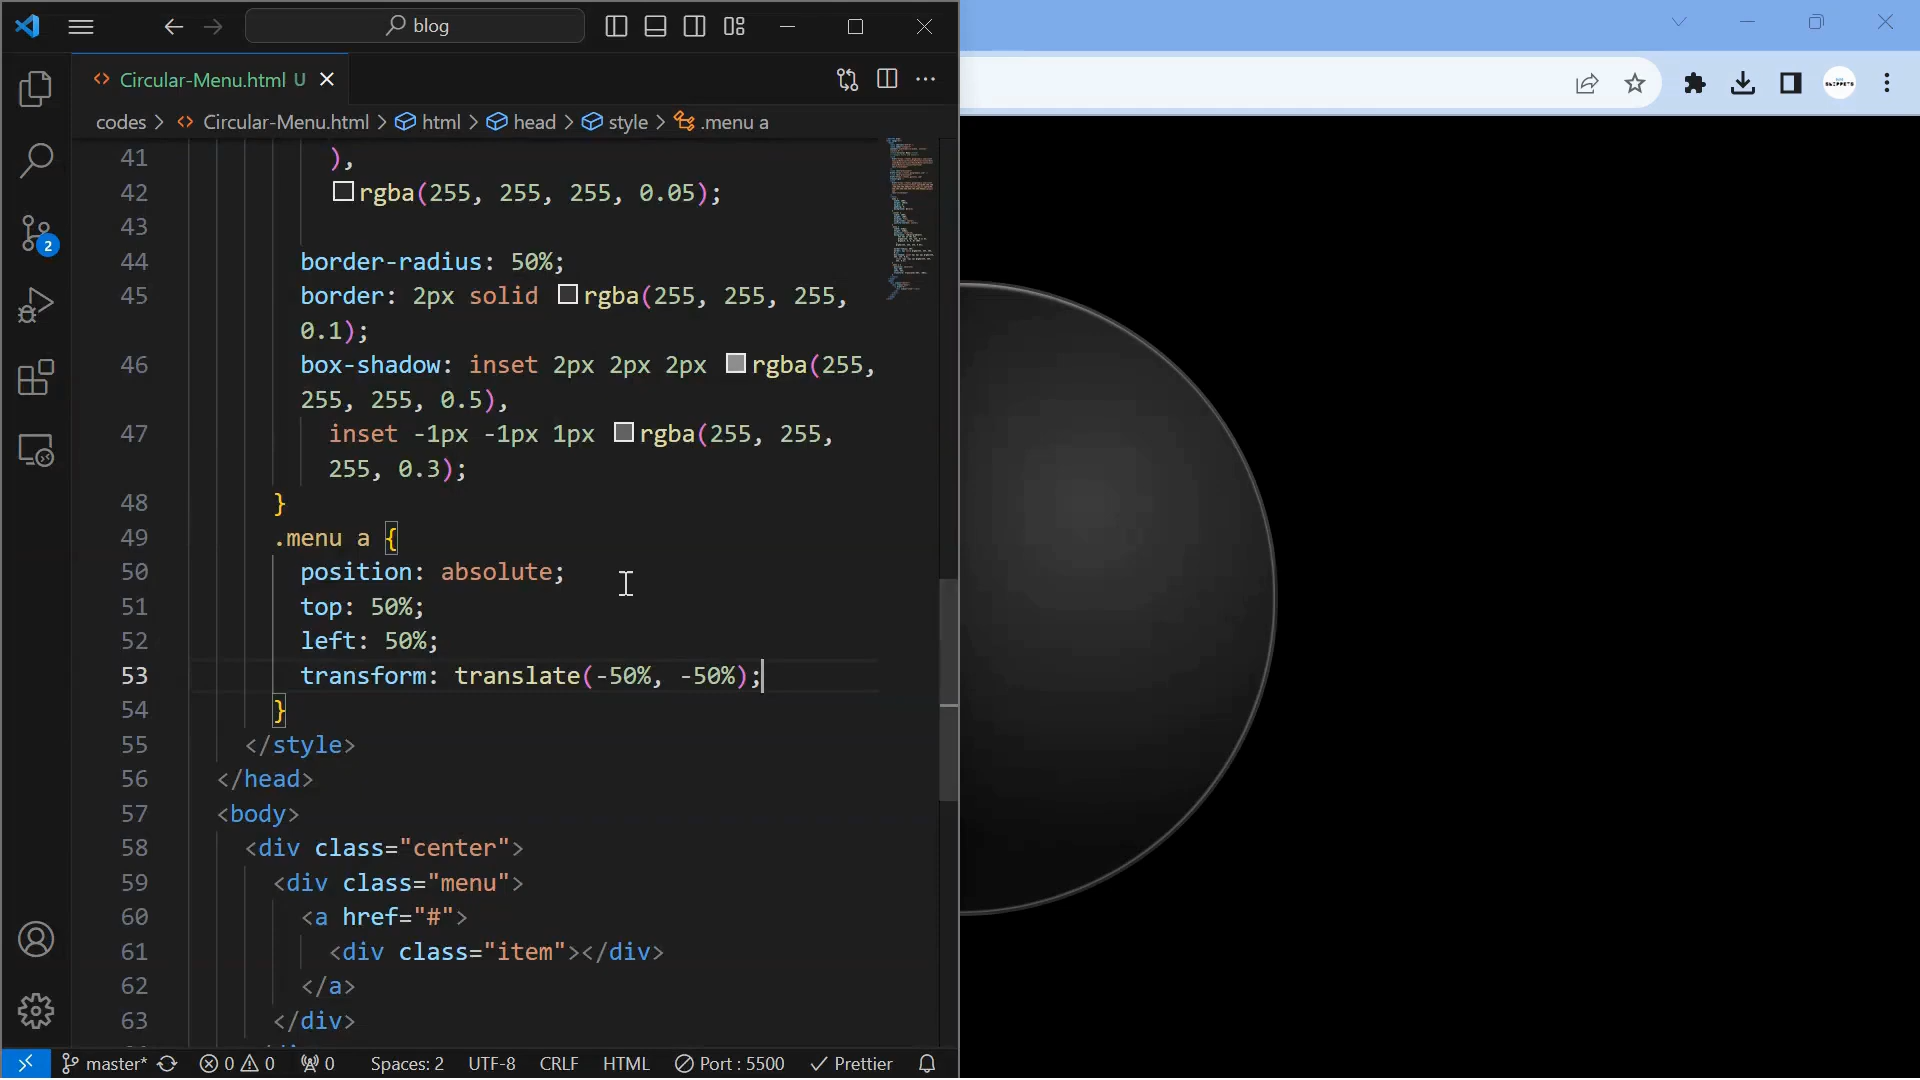 blog
Circular-Menu.html U
codes > Circular-Menu.html > html > head > style > .menu a
41 ),
42 rgba(255, 255, 255, 0.05);
43
44 border-radius: 50%;
45 border: 2px solid rgba(255, 255, 255,
0.1);
46 box-shadow: inset 2px 2px 2px rgba(255,
255, 255, 0.5),
47 inset -1px -1px 1px rgba(255, 255,
255, 0.3);
48 }
49 .menu a {
50 position: absolute;
51 top: 50%;
52 left: 50%;
53 transform: translate(-50%, -50%);
54 }
55 </style>
56 </head>
57 <body>
58 <div class="center">
59 <div class="menu">
60 <a href="#">
61 <div class="item"></div>
62 </a>
63 </div>
2
master* 0 0 0 Spaces: 2 UTF-8 CRLF HTML Port : 5500 Prettier